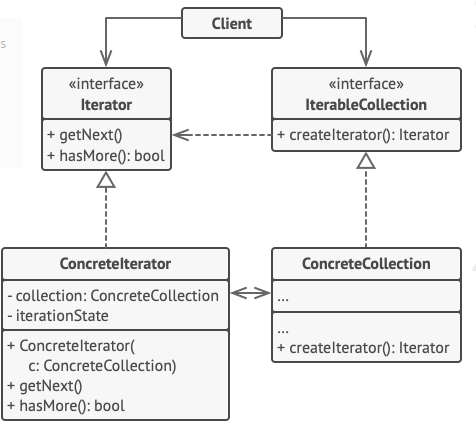 Client
«interface»
Iterator
+ getNext()
+ hasMore(): bool
«interface»
IterableCollection
+ createIterator(): Iterator
ConcreteIterator
- collection: ConcreteCollection
- iterationState
+ ConcreteIterator(
c: ConcreteCollection)
+ getNext()
+ hasMore(): bool
ConcreteCollection
...
...
+ createIterator(): Iterator
s